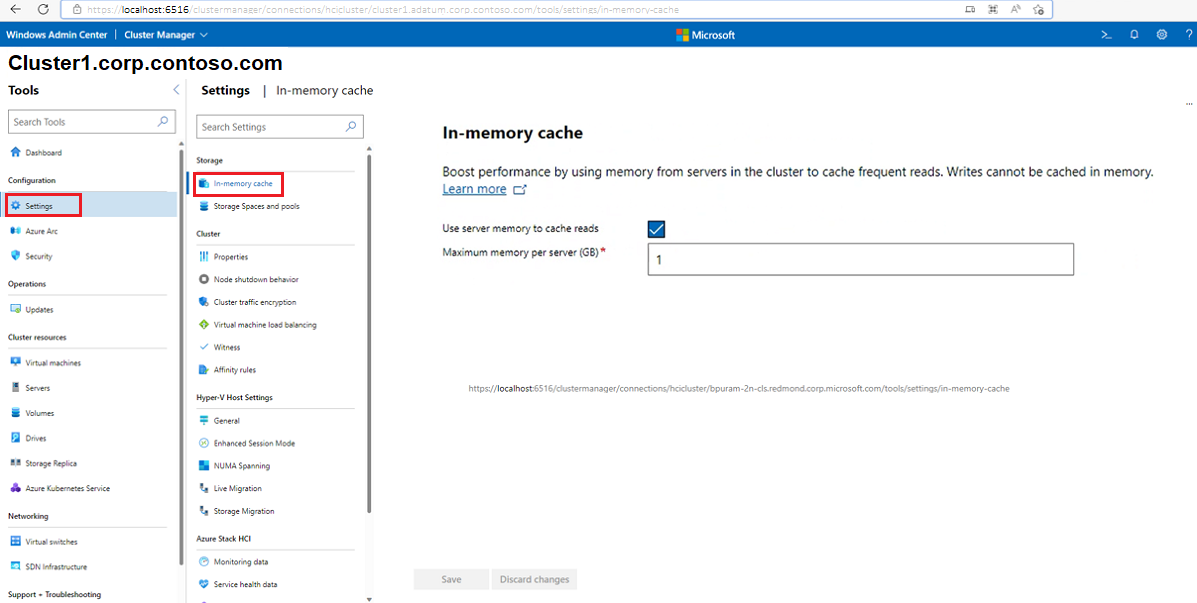 https://localhost:6516/clustermanager/connections/hcicluster/cluster1.adatum.corp.contoso.com/tools/settings/in-memory-cache
Windows Admin Center | Cluster Manager
Microsoft
Cluster1.corp.contoso.com
Tools
Search Tools
Dashboard
Configuration
Settings
Azure Arc
Security
Operations
Updates
Cluster resources
Virtual machines
Servers
Volumes
Drives
Storage Replica
Azure Kubernetes Service
Networking
Virtual switches
SDN Infrastructure
Support + Troubleshooting
Settings | In-memory cache
Search Settings
Storage
In-memory cache
Storage Spaces and pools
Cluster
Properties
Node shutdown behavior
Cluster traffic encryption
Virtual machine load balancing
Witness
Affinity rules
Hyper-V Host Settings
General
Enhanced Session Mode
NUMA Spanning
Live Migration
Storage Migration
Azure Stack HCI
Monitoring data
Service health data
...
In-memory cache
Boost performance by using memory from servers in the cluster to cache frequent reads. Writes cannot be cached in memory.
Learn more
Use server memory to cache reads
Maximum memory per server (GB)*
1
https://localhost:6516/clustermanager/connections/hcicluster/bpuram-2n-cls.redmond.corp.microsoft.com/tools/settings/in-memory-cache
Save
Discard changes